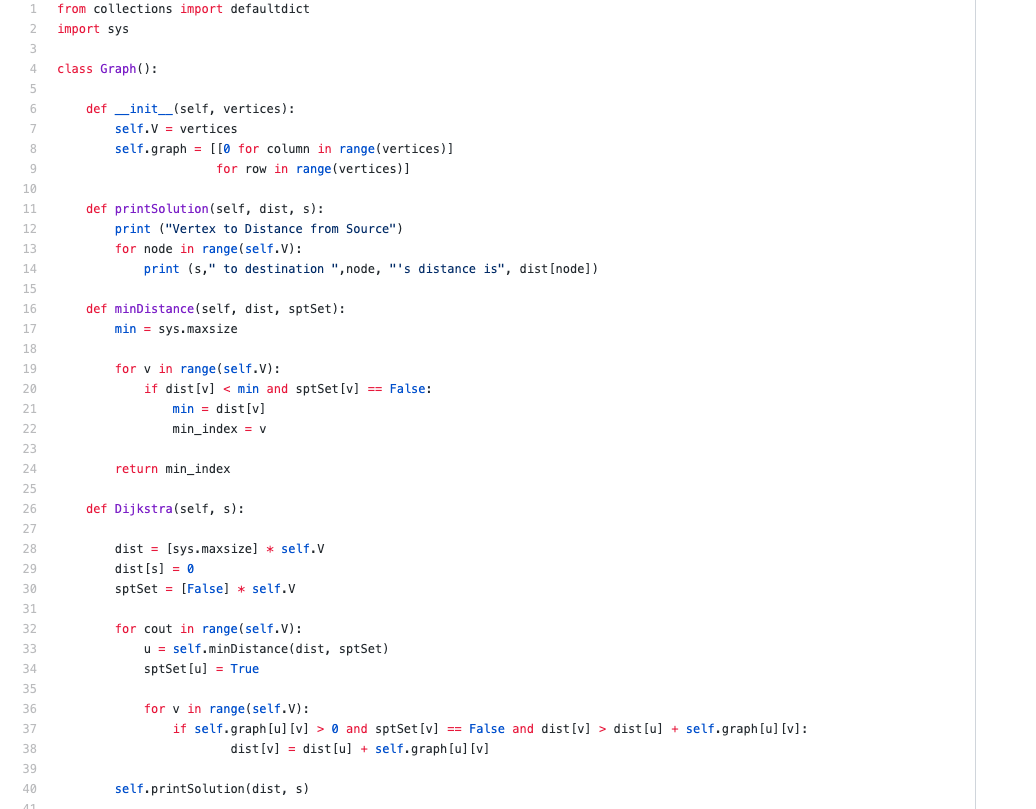 1 from collections import defaultdict
2 import sys
3
4 class Graph():
5
6     def __init__(self, vertices):
7         self.V = vertices
8         self.graph = [[0 for column in range(vertices)]
9                       for row in range(vertices)]
10
11     def printSolution(self, dist, s):
12         print ("Vertex to Distance from Source")
13         for node in range(self.V):
14             print (s," to destination ",node, "'s distance is", dist[node])
15
16     def minDistance(self, dist, sptSet):
17         min = sys.maxsize
18
19         for v in range(self.V):
20             if dist[v] < min and sptSet[v] == False:
21                 min = dist[v]
22                 min_index = v
23
24         return min_index
25
26     def Dijkstra(self, s):
27
28         dist = [sys.maxsize] * self.V
29         dist[s] = 0
30         sptSet = [False] * self.V
31
32         for cout in range(self.V):
33             u = self.minDistance(dist, sptSet)
34             sptSet[u] = True
35
36             for v in range(self.V):
37                 if self.graph[u][v] > 0 and sptSet[v] == False and dist[v] > dist[u] + self.graph[u][v]:
38                         dist[v] = dist[u] + self.graph[u][v]
39
40         self.printSolution(dist, s)
41